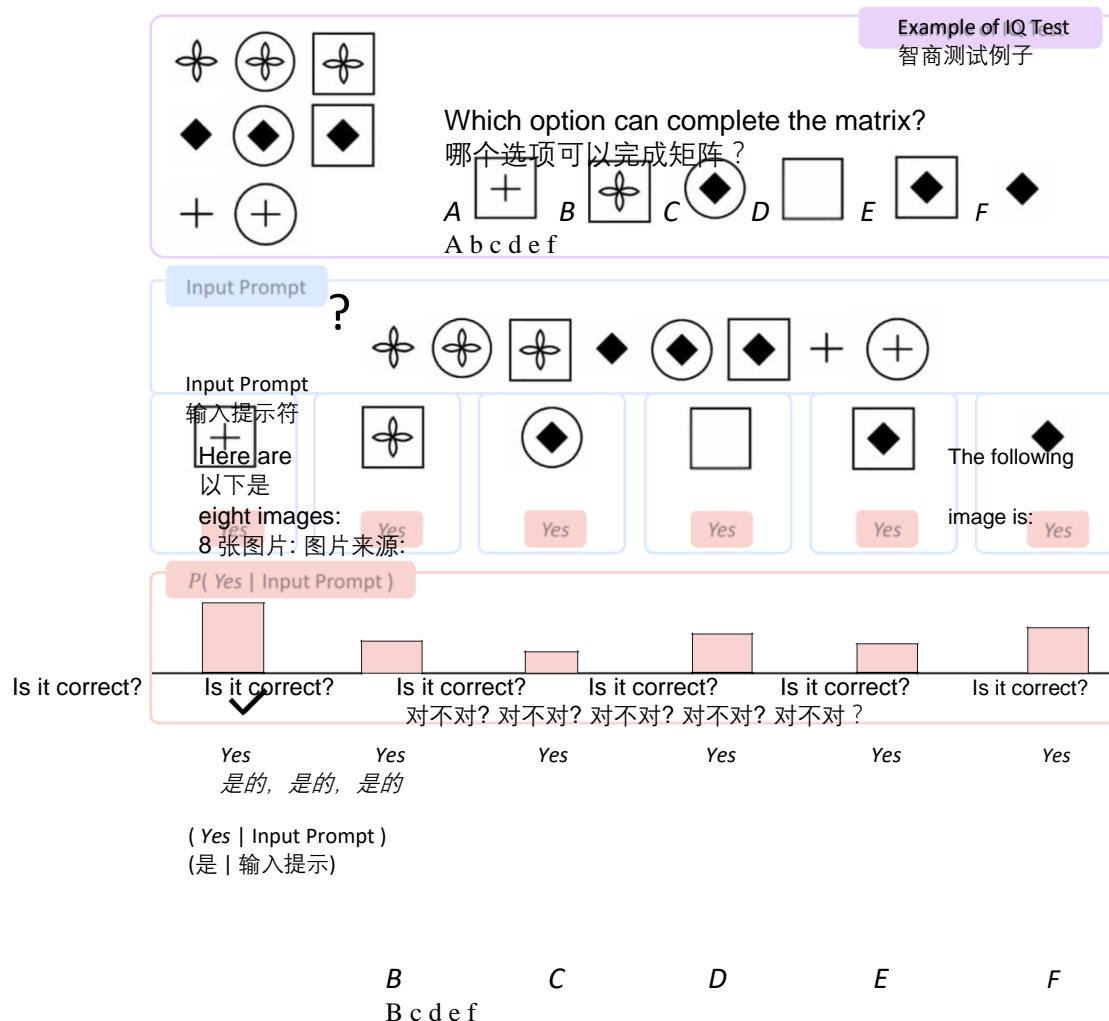 Example of IQ Test
智商测试例子
Which option can complete the matrix?
哪个选项可以完成矩阵？
A B C D E F
A b c d e f
Input Prompt
?
Input Prompt
输入提示符
Here are
以下是
eight images:
8 张图片: 图片来源:
The following
image is:
Yes Yes Yes Yes Yes Yes
P( Yes | Input Prompt )
Is it correct? Is it correct? Is it correct? Is it correct? Is it correct? Is it correct?
对不对? 对不对? 对不对? 对不对? 对不对？
Yes Yes Yes Yes Yes Yes
是的, 是的, 是的
( Yes | Input Prompt )
(是 | 输入提示)
B C D E F
B c d e f